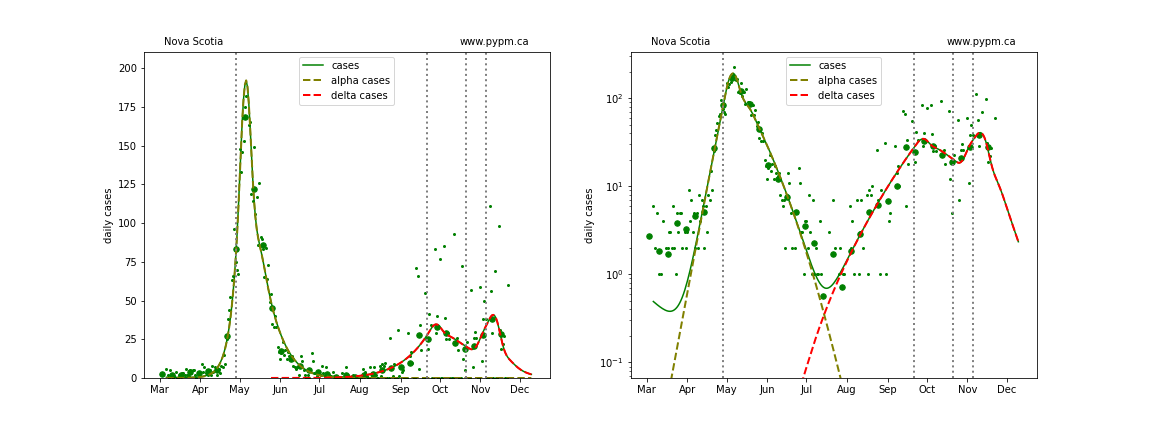 Nova Scotia www.pypm.ca
cases
alpha cases
delta cases
daily cases
200
175
150
125
100
75
50
25
0
Mar Apr May Jun Jul Aug Sep Oct Nov Dec
Nova Scotia www.pypm.ca
cases
alpha cases
delta cases
daily cases
10²
10¹
10⁰
10⁻¹
Mar Apr May Jun Jul Aug Sep Oct Nov Dec